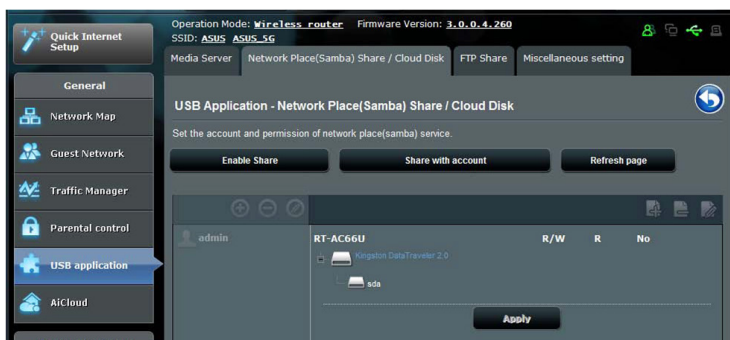 Quick Internet
Setup
Operation Mode: Wireless router Firmware Version: 3.0.0.4.260
SSID: ASUS ASUS_5G
Media Server Network Place(Samba) Share / Cloud Disk FTP Share Miscellaneous setting
General
Network Map
Guest Network
Traffic Manager
Parental control
USB application
AiCloud
USB Application - Network Place(Samba) Share / Cloud Disk
Set the account and permission of network place(samba) service.
Enable Share Share with account Refresh page
admin
RT-AC66U R/W R No
Kingston DataTraveler 2.0
sda
Apply